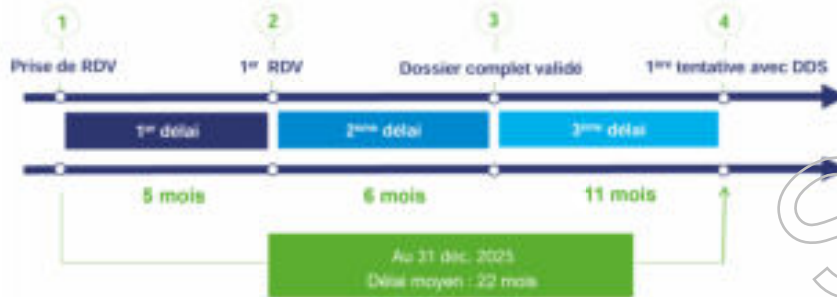 1 2 3 4
Prise de RDV 1er RDV Dossier complet validé 1ère tentative avec DDS
1er délai 2ème délai 3ème délai
5 mois 6 mois 11 mois
Au 31 déc. 2025
Délai moyen : 22 mois